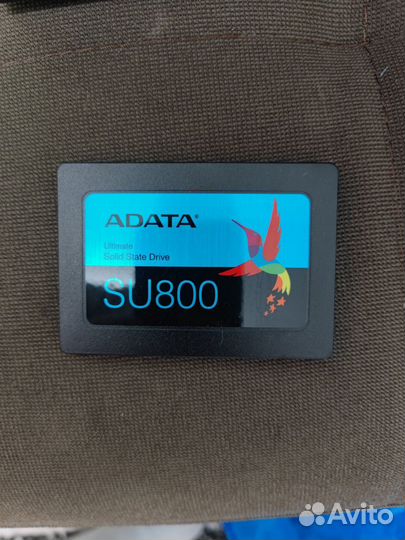 ADATA®
Ultimate
Solid State Drive
SU800
Avito